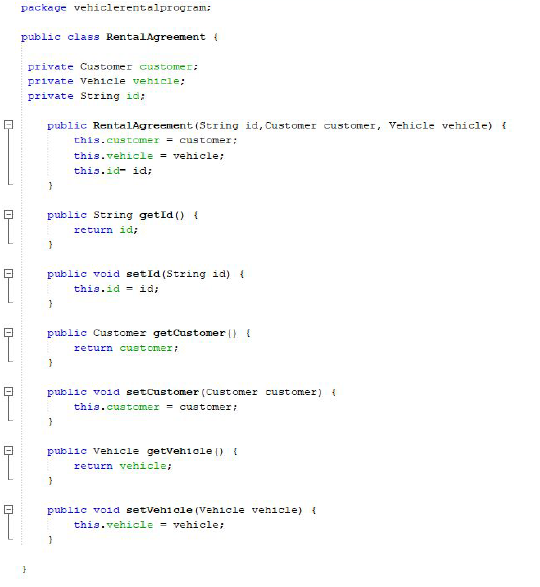 package vehiclerentalprogram;
public class RentalAgreement {
private Customer customer;
private Vehicle vehicle;
private String id;
public RentalAgreement(String id,Customer customer, Vehicle vehicle) {
this.customer = customer;
this.vehicle = vehicle;
this.id= id;
}
public String getId() {
return id;
}
public void setId(String id) {
this.id = id;
}
public Customer getCustomer() {
return customer;
}
public void setCustomer(Customer customer) {
this.customer = customer;
}
public Vehicle getVehicle() {
return vehicle;
}
public void setVehicle(Vehicle vehicle) {
this.vehicle = vehicle;
}
}